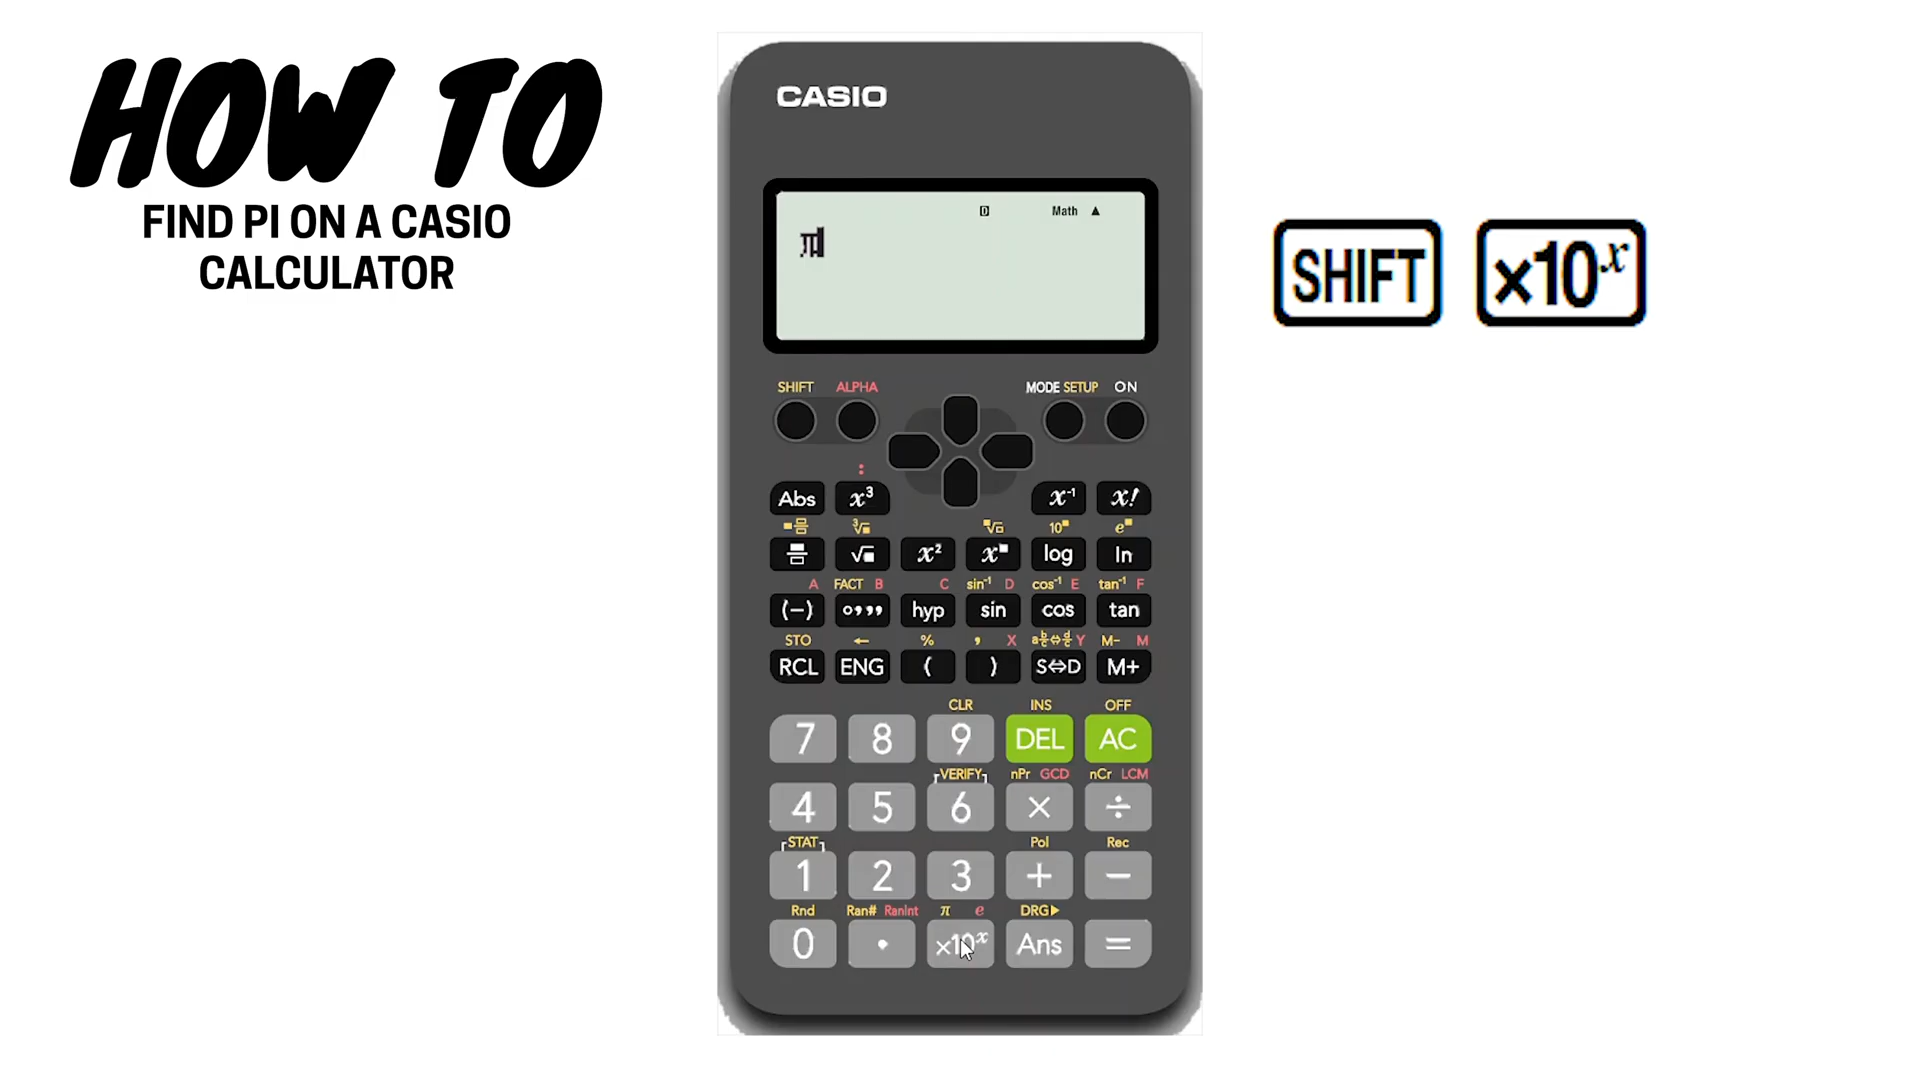 HOW TO
FIND PI ON A CASIO
CALCULATOR
CASIO
D Math ▲
π
SHIFT ×10ˣ
SHIFT ALPHA MODE SETUP ON
:
Abs x³ x⁻¹ x!
■⊟ ³√■ ■√□ 10■ e■
√■ x² x■ log ln
A FACT B C sin⁻¹ D cos⁻¹ E tan⁻¹ F
(−) °,,, hyp sin cos tan
STO ← % , X a b/c⇔d/c Y M− M
RCL ENG ( ) S⇔D M+
CLR INS OFF
7 8 9 DEL AC
VERIFY nPr GCD nCr LCM
4 5 6 × ÷
STAT Pol Rec
1 2 3 + −
Rnd Ran# RanInt π e DRG▶
0 . ×10ˣ Ans =